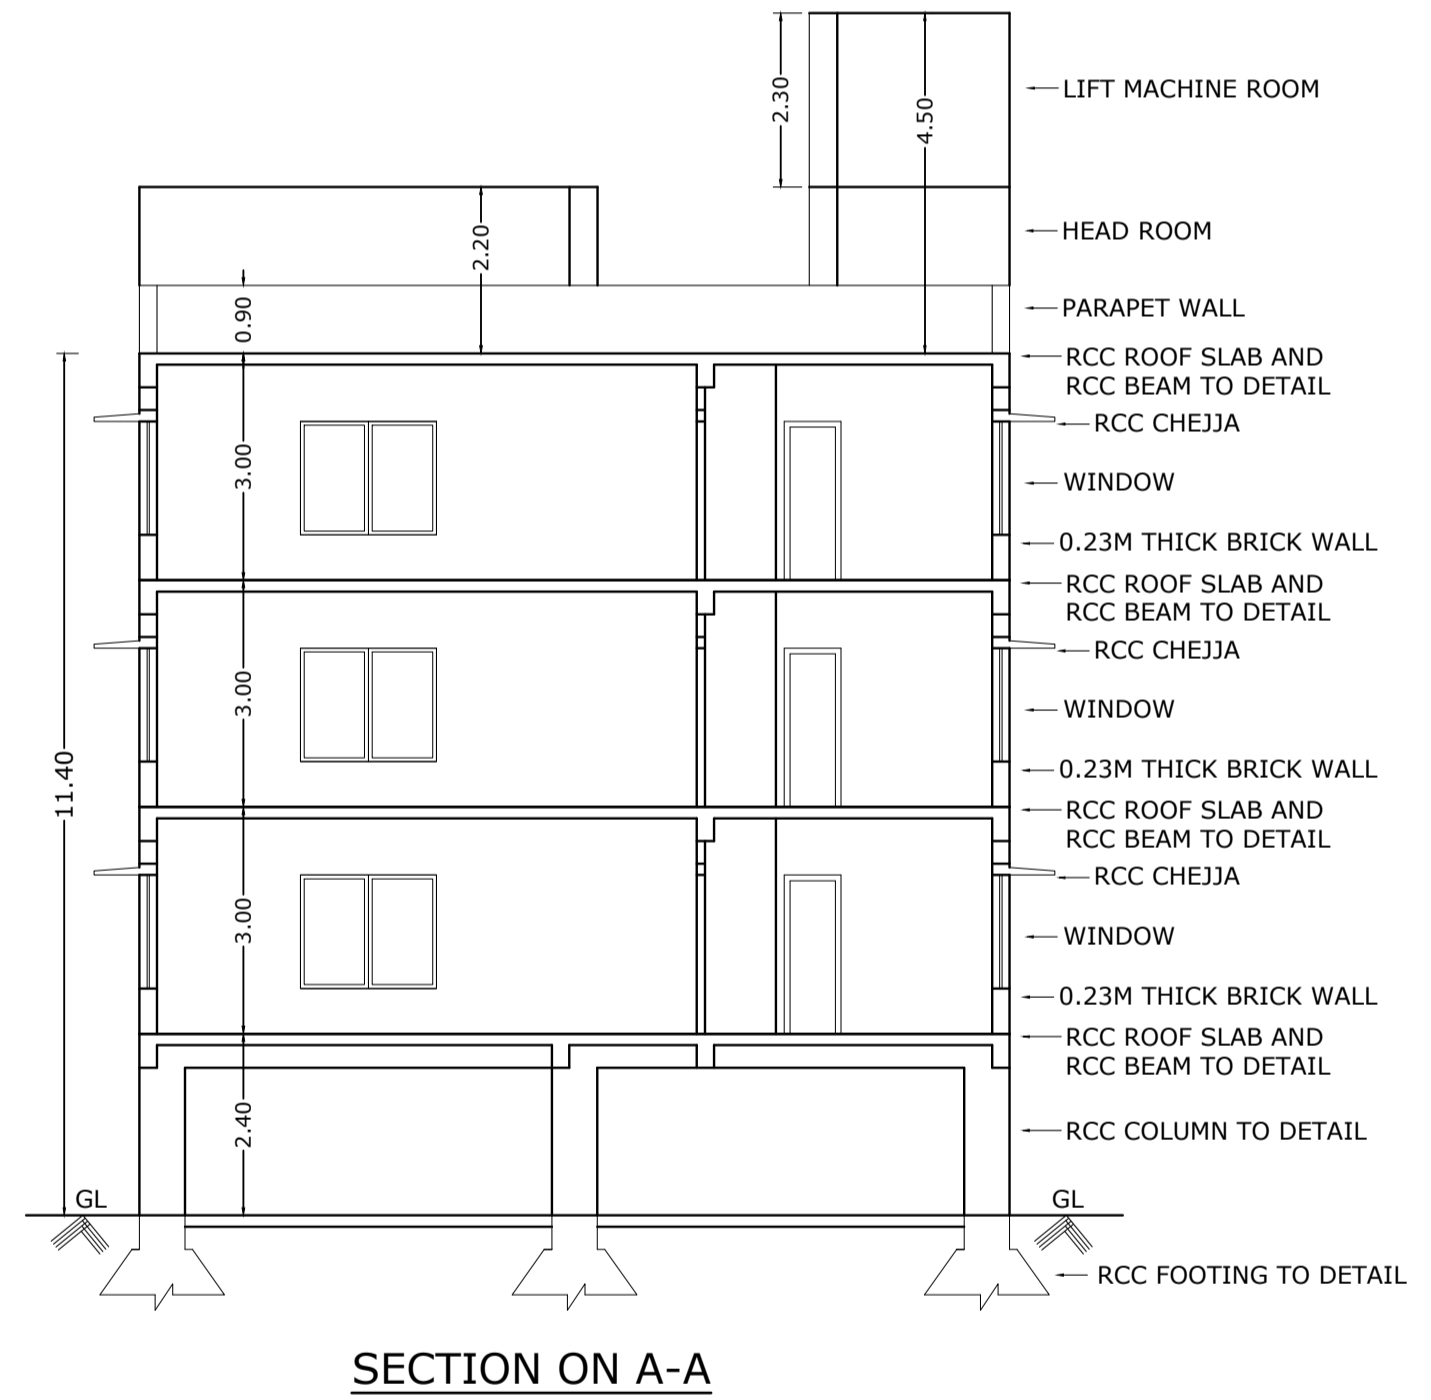 2.30
4.50
LIFT MACHINE ROOM
2.20
HEAD ROOM
0.90
PARAPET WALL
RCC ROOF SLAB AND
RCC BEAM TO DETAIL
RCC CHEJJA
3.00
WINDOW
0.23M THICK BRICK WALL
RCC ROOF SLAB AND
RCC BEAM TO DETAIL
RCC CHEJJA
3.00
WINDOW
11.40
0.23M THICK BRICK WALL
RCC ROOF SLAB AND
RCC BEAM TO DETAIL
RCC CHEJJA
3.00
WINDOW
0.23M THICK BRICK WALL
RCC ROOF SLAB AND
RCC BEAM TO DETAIL
2.40
RCC COLUMN TO DETAIL
GL
GL
RCC FOOTING TO DETAIL
SECTION ON A-A